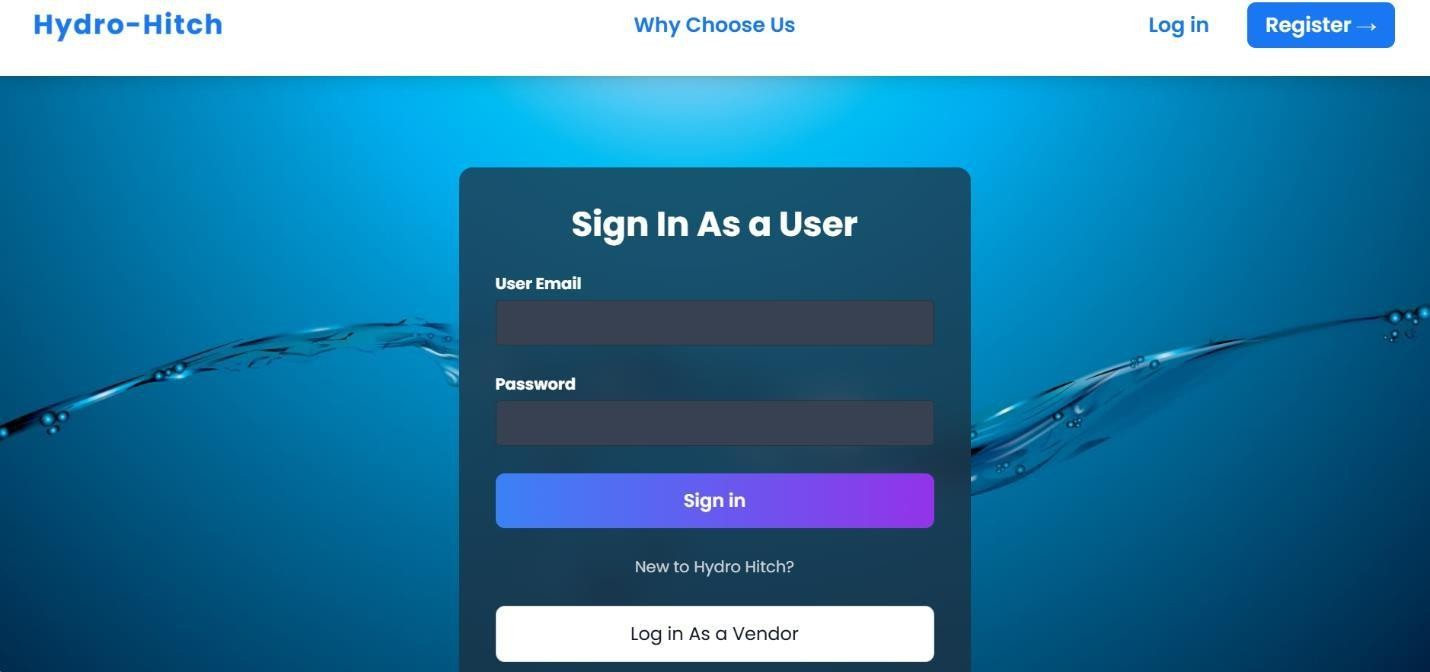 Hydro-Hitch
Why Choose Us
Log in
Register →
Sign In As a User
User Email
Password
Sign in
New to Hydro Hitch?
Log in As a Vendor